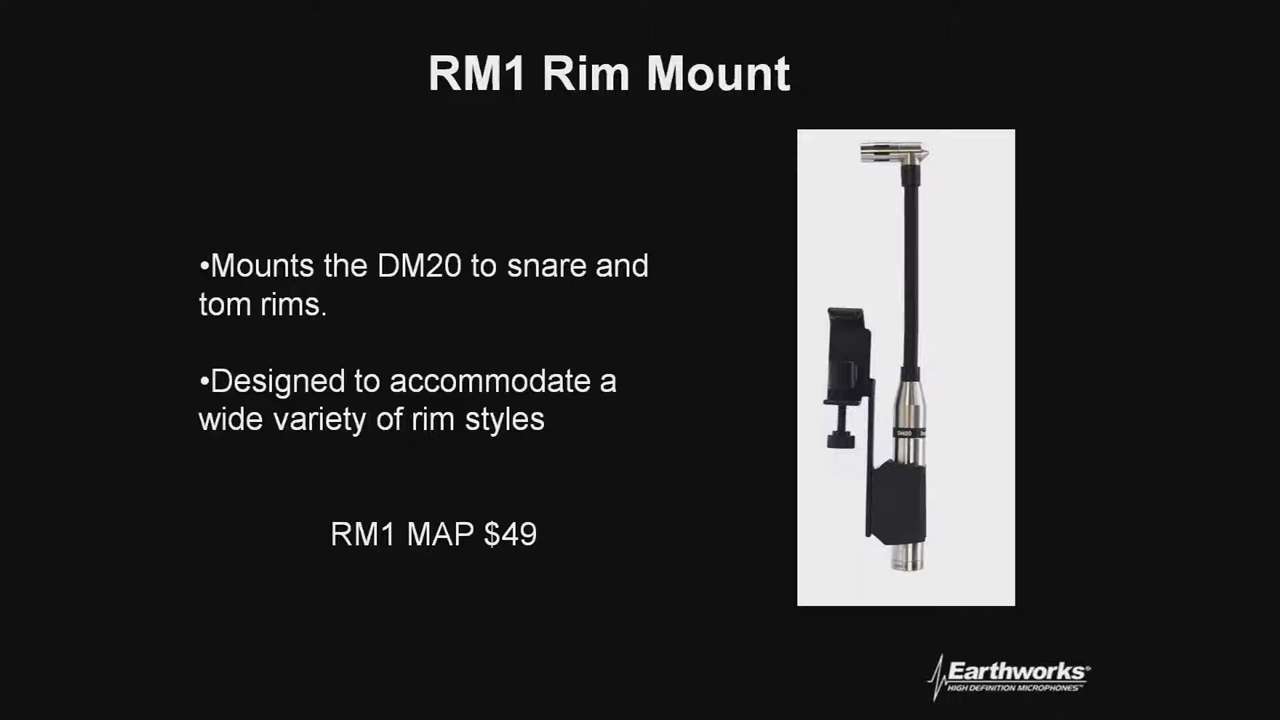 RM1 Rim Mount
•Mounts the DM20 to snare and
tom rims.
•Designed to accommodate a
wide variety of rim styles
RM1 MAP $49
DM20
Earthworks®
HIGH DEFINITION MICROPHONES™